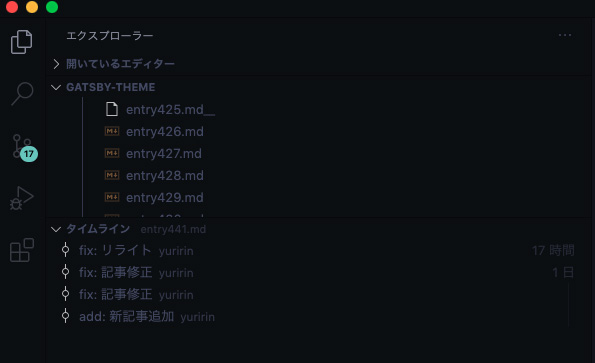 エクスプローラー
···
開いているエディター
GATSBY-THEME
entry425.md__
entry426.md
entry427.md
17
entry428.md
entry429.md
タイムライン entry441.md
fix: リライト yuririn 17 時間
fix: 記事修正 yuririn 1 日
fix: 記事修正 yuririn
add: 新記事追加 yuririn